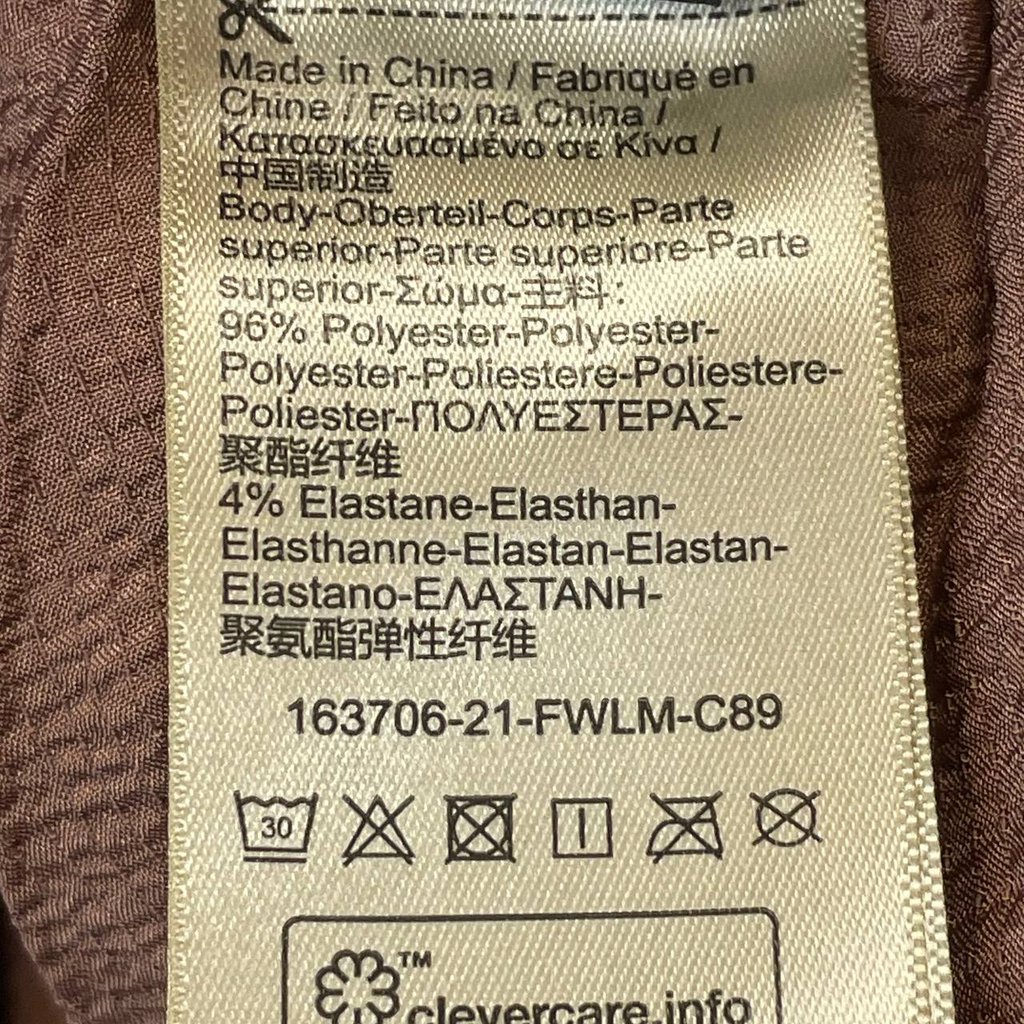 Made in China / Fabriqué en
Chine / Feito na China /
Κατασκευασμένο σε Κίνα /
中国制造
Body-Oberteil-Corps-Parte
superior-Parte superiore-Parte
superior-Σώμα-主料:
96% Polyester-Polyester-
Polyester-Poliestere-Poliestere-
Poliester-ΠΟΛΥΕΣΤΕΡΑΣ-
聚酯纤维
4% Elastane-Elasthan-
Elasthanne-Elastan-Elastan-
Elastano-ΕΛΑΣΤΑΝΗ-
聚氨酯弹性纤维
163706-21-FWLM-C89
30
™
clevercare.info